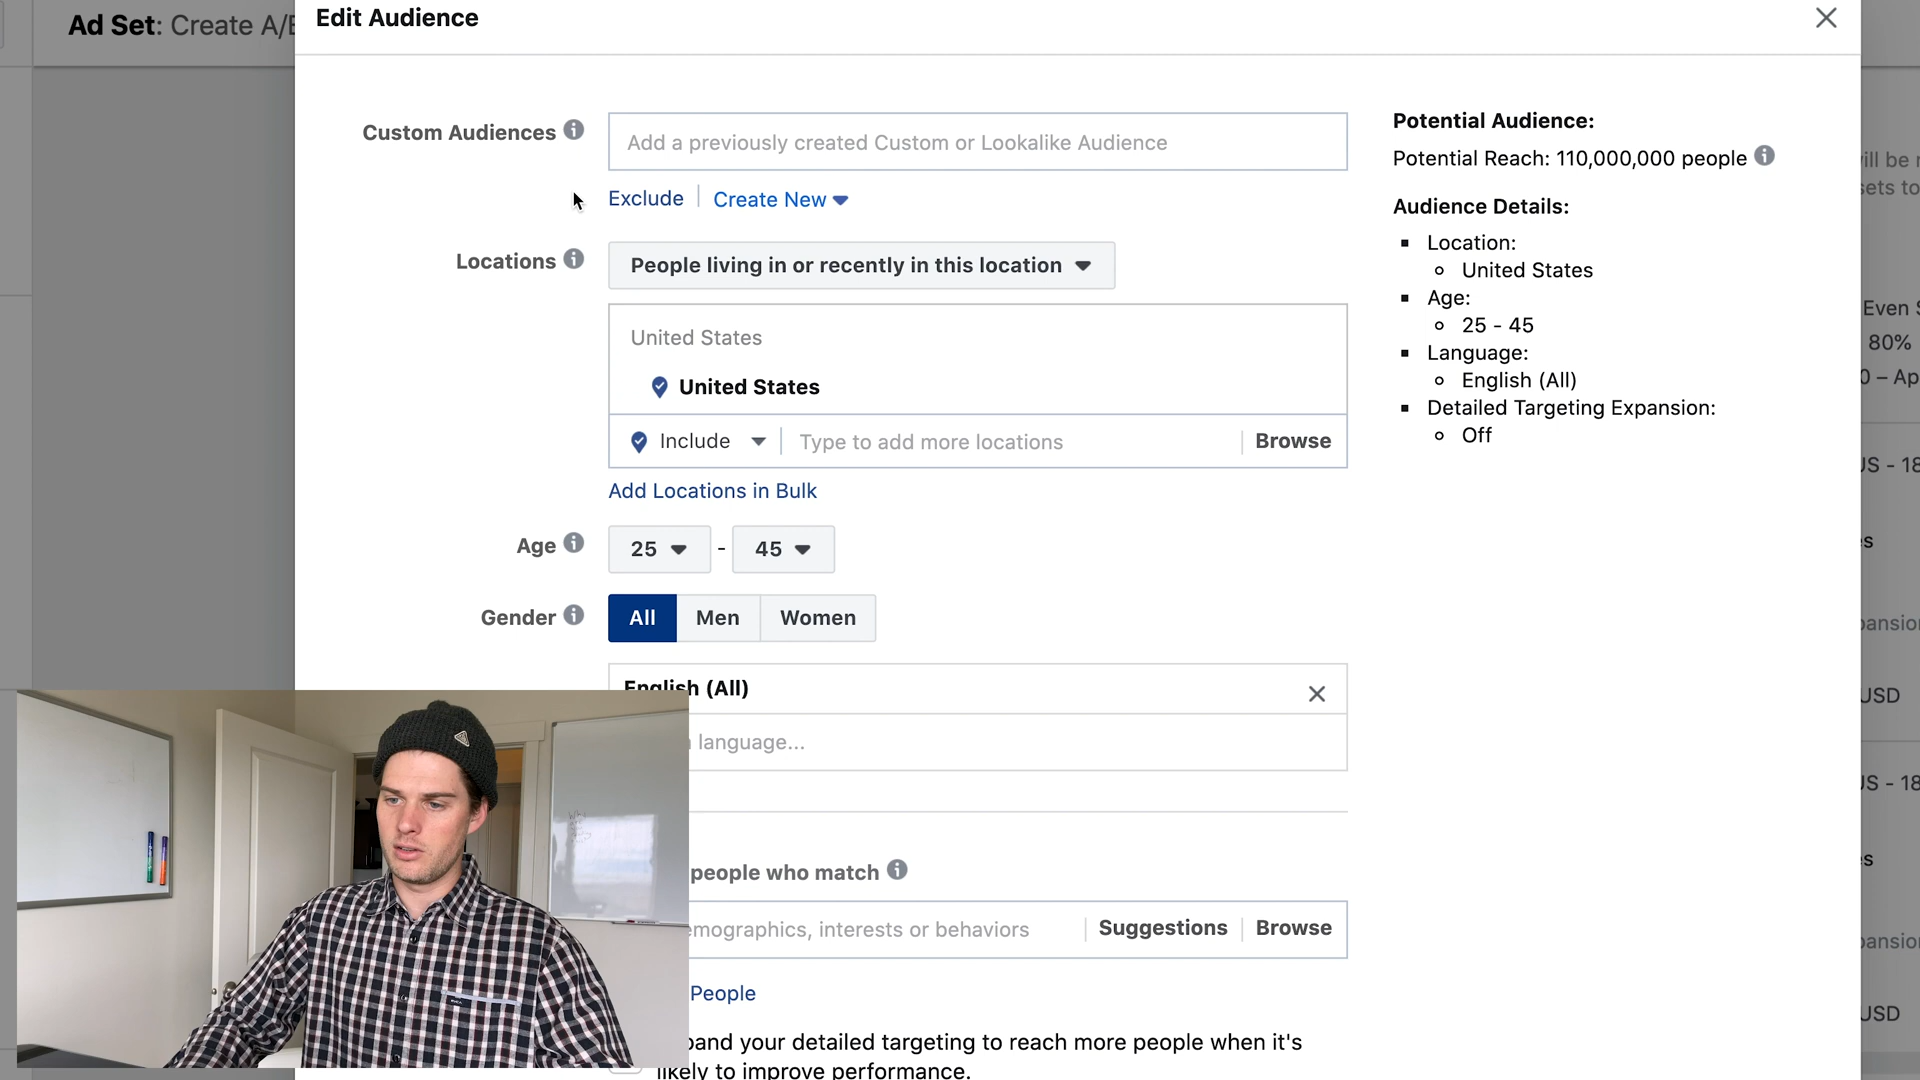 Ad Set: Create A/
Edit Audience
Custom Audiences
Add a previously created Custom or Lookalike Audience
Exclude
Create New
Locations
People living in or recently in this location
United States
United States
Include
Type to add more locations
Browse
Add Locations in Bulk
Age
25 - 45
Gender
All Men Women
English (All)
language...
people who match
emographics, interests or behaviors
Suggestions
Browse
People
and your detailed targeting to reach more people when it's
likely to improve performance.
Potential Audience:
Potential Reach: 110,000,000 people
Audience Details:
Location:
United States
Age:
25 - 45
Language:
English (All)
Detailed Targeting Expansion:
Off
ill be
sets to
Even
80%
0 – Ap
US - 18
s
pansio
USD
US - 18
s
pansio
USD